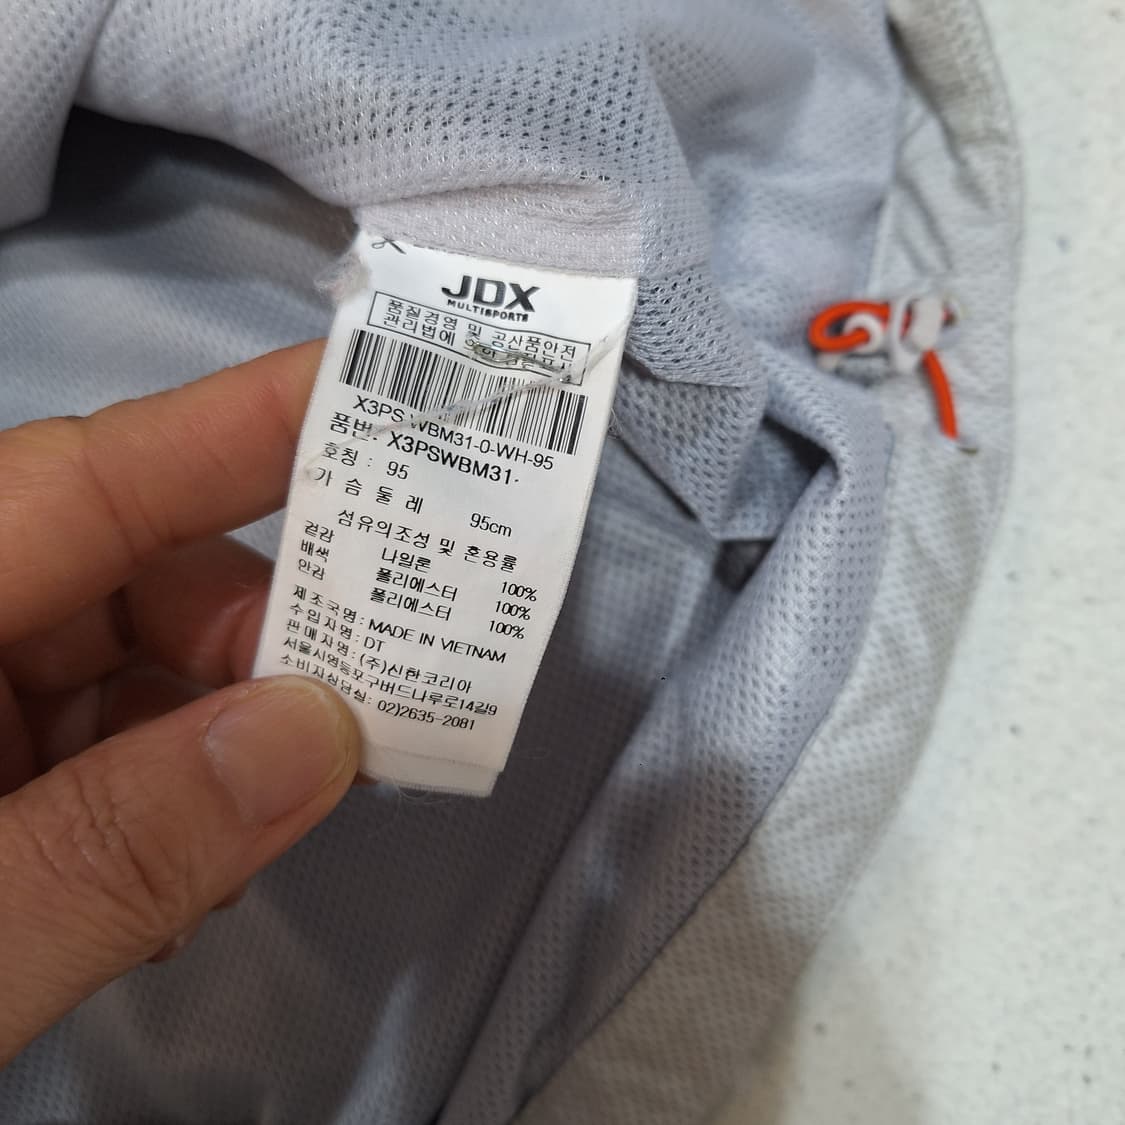 JDX
MULTISPORTS
품질경영 및 공산품안전
관리법에
X3PS WBM31-0-WH-95
품번. X3PSWBM31.
호칭 : 95
가 슴 둘 레 95cm
섬유의조성 및 혼용률
겉감 나일론 100%
배색 폴리에스터 100%
안감 폴리에스터 100%
제조국명 : MADE IN VIETNAM
수입자명 : DT
판매자명 : (주)신한코리아
서울시영등포구버드나루로14길9
소비자상담실: 02)2635-2081